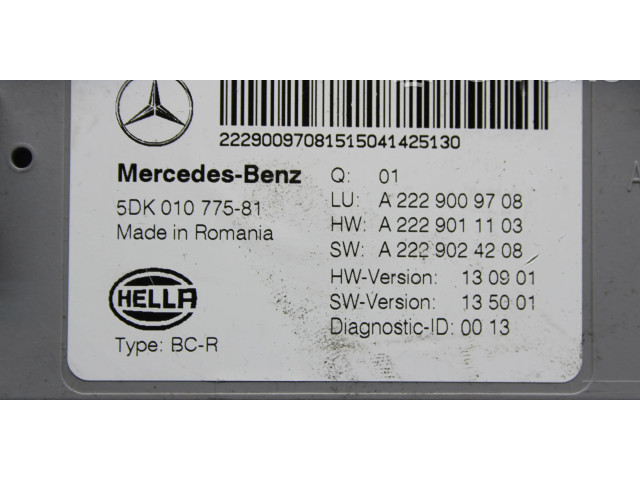 22290097081515041425130
Mercedes-Benz
5DK 010 775-81
Made in Romania
HELLA
Type: BC-R
Q: 01
LU: A 222 900 97 08
HW: A 222 901 11 03
SW: A 222 902 42 08
HW-Version: 13 09 01
SW-Version: 13 50 01
Diagnostic-ID: 00 13